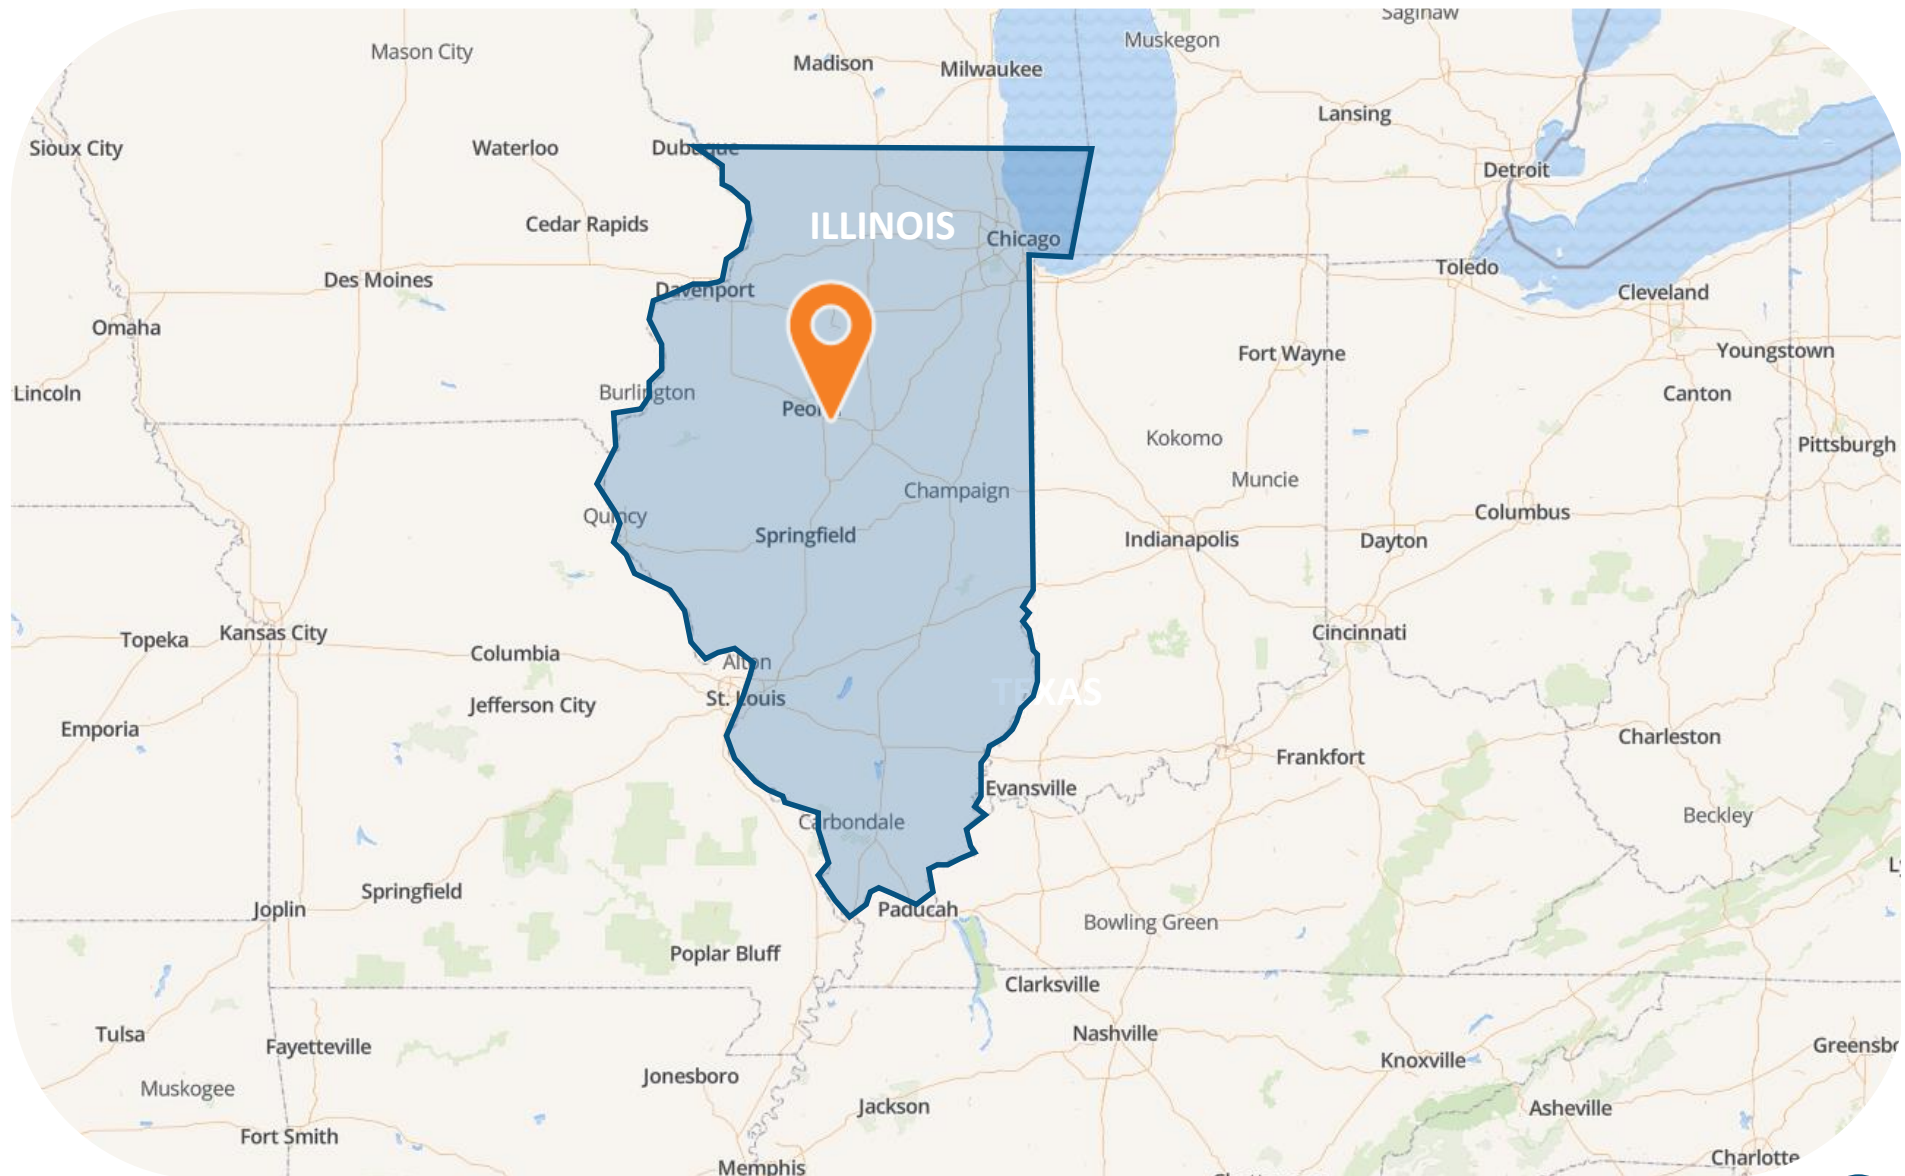 Saginaw
Mason City
Muskegon
Madison
Milwaukee
Lansing
Sioux City
Waterloo
Dubuque
Detroit
Cedar Rapids
ILLINOIS
Chicago
Toledo
Des Moines
Davenport
Cleveland
Omaha
Fort Wayne
Youngstown
Lincoln
Burlington
Peoria
Canton
Kokomo
Pittsburgh
Muncie
Champaign
Quincy
Columbus
Springfield
Indianapolis
Dayton
Topeka
Kansas City
Cincinnati
Columbia
Alton
TEXAS
St. Louis
Jefferson City
Emporia
Charleston
Frankfort
Evansville
Beckley
Carbondale
Springfield
Joplin
Paducah
Bowling Green
Poplar Bluff
Clarksville
Tulsa
Nashville
Fayetteville
Greensbo
Knoxville
Jonesboro
Muskogee
Jackson
Asheville
Fort Smith
Charlotte
Memphis